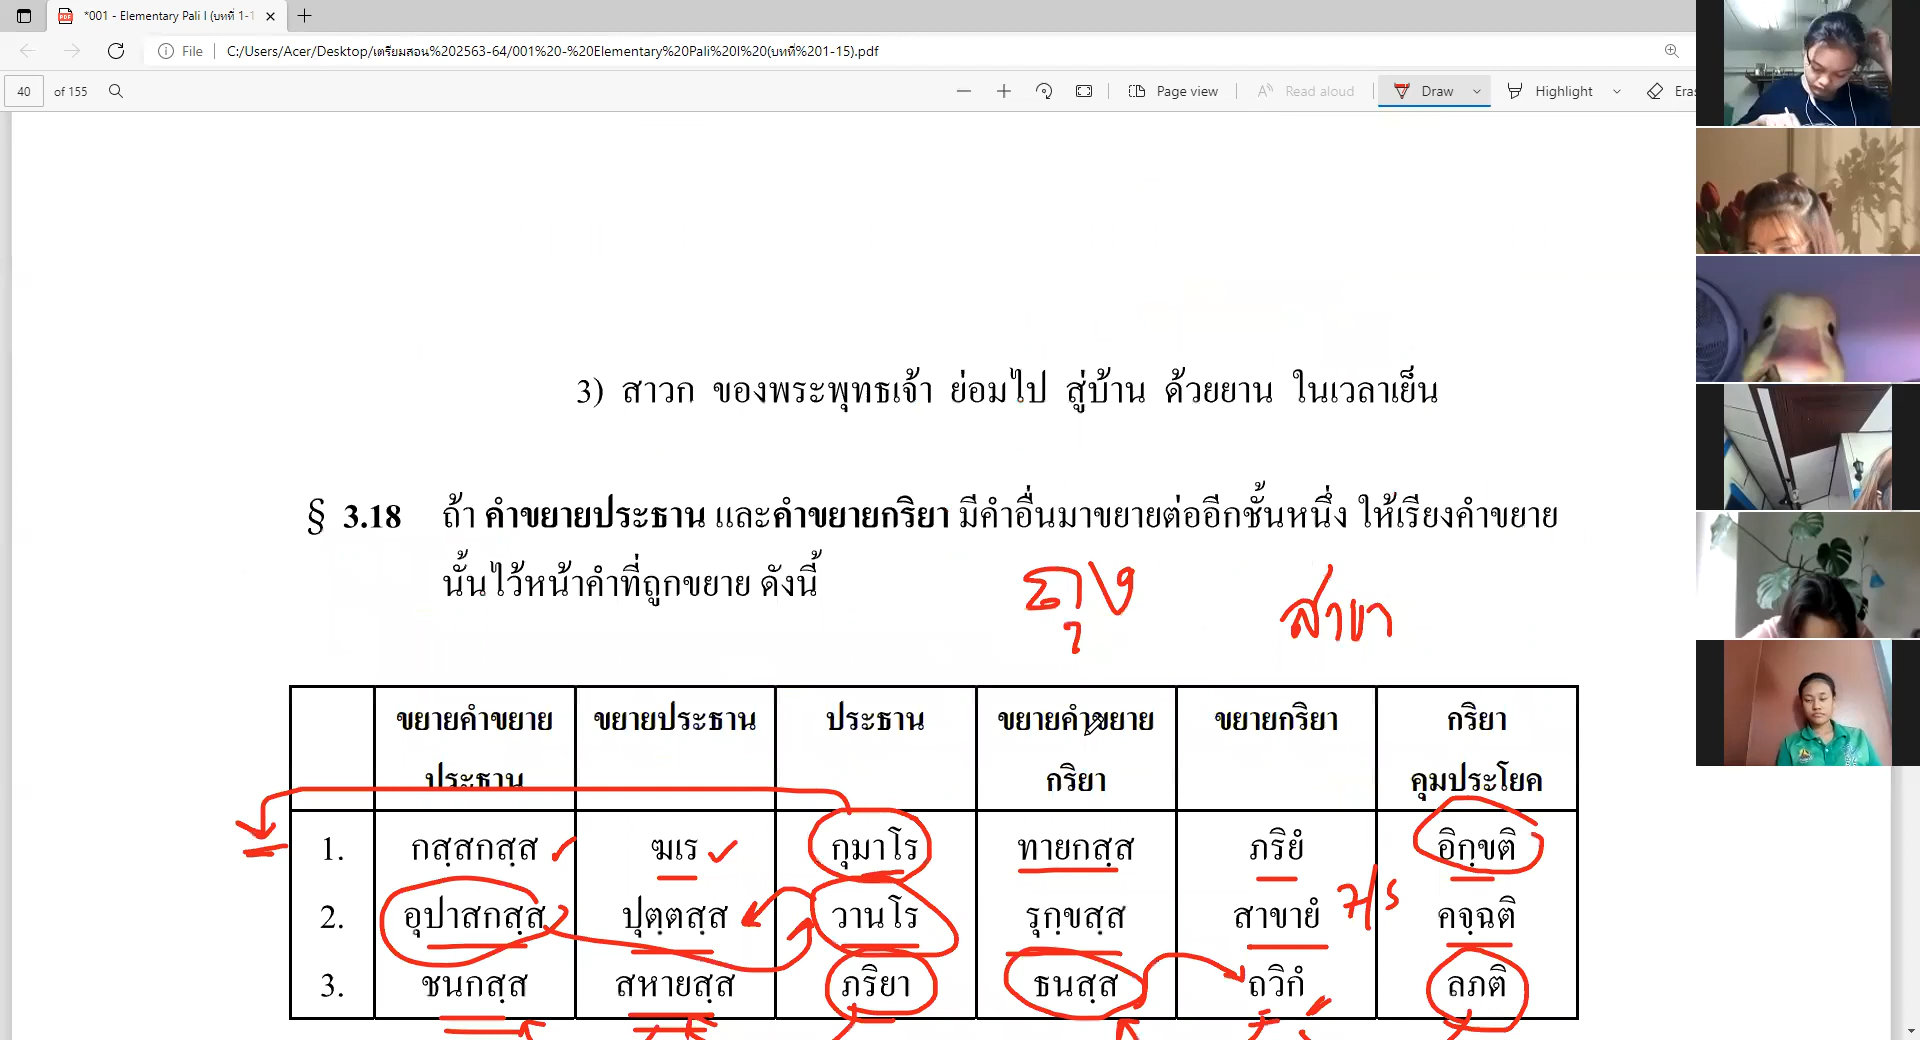 *001 - Elementary Pali I (บทที่ 1-1
File C:/Users/Acer/Desktop/เตรียมสอน%202563-64/001%20-%20Elementary%20Pali%20I%20(บทที่%201-15).pdf
40 of 155 Page view Read aloud Draw Highlight Eras
3) สาวก ของพระพุทธเจ้า ย่อมไป สู่บ้าน ด้วยยาน ในเวลาเย็น
§ 3.18 ถ้า คำขยายประธาน และคำขยายกริยา มีคำอื่นมาขยายต่ออีกชั้นหนึ่ง ให้เรียงคำขยาย
นั้นไว้หน้าคำที่ถูกขยาย ดังนี้
ถุง สาขา
ขยายคำขยาย ขยายประธาน ประธาน ขยายคำขยาย ขยายกริยา กริยา
ประธาน กริยา คุมประโยค
1. กสฺสกสฺส ฆเร กุมาโร ทายกสฺส ภริยํ อิกฺขติ
2. อุปาสกสฺส ปุตฺตสฺส วานโร รุกฺขสฺส สาขายํ คจฺฉติ
3. ชนกสฺส สหายสฺส ภริยา ธนสฺส ถวิกํ ลภติ